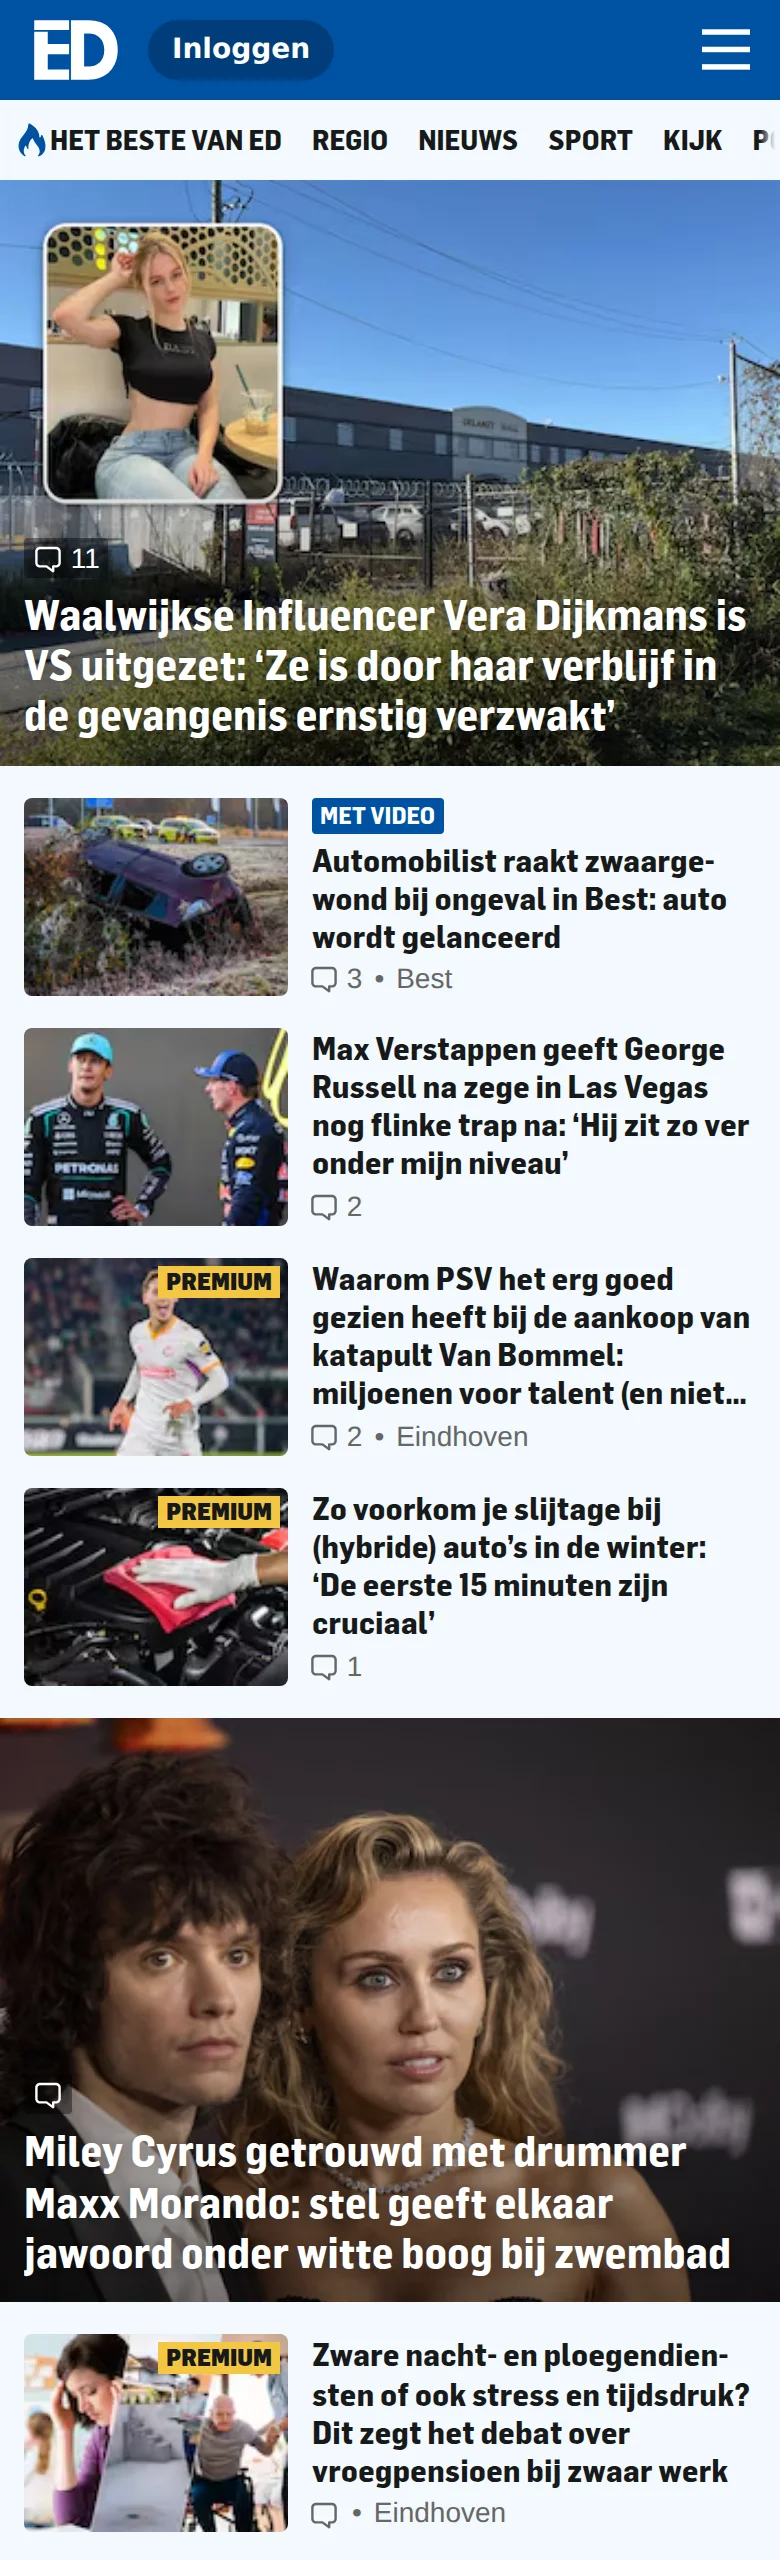 ED
Inloggen
HET BESTE VAN ED REGIO NIEUWS SPORT KIJK
DELANEY HALL
11
Waalwijkse Influencer Vera Dijkmans is
VS uitgezet: ‘Ze is door haar verblijf in
de gevangenis ernstig verzwakt’
MET VIDEO
Automobilist raakt zwaarge-
wond bij ongeval in Best: auto
wordt gelanceerd
3 • Best
PETRONAS
Microsoft
Max Verstappen geeft George
Russell na zege in Las Vegas
nog flinke trap na: ‘Hij zit zo ver
onder mijn niveau’
2
PREMIUM
Waarom PSV het erg goed
gezien heeft bij de aankoop van
katapult Van Bommel:
miljoenen voor talent (en niet...
2 • Eindhoven
PREMIUM
Zo voorkom je slijtage bij
(hybride) auto’s in de winter:
‘De eerste 15 minuten zijn
cruciaal’
1
Miley Cyrus getrouwd met drummer
Maxx Morando: stel geeft elkaar
jawoord onder witte boog bij zwembad
PREMIUM
Zware nacht- en ploegendien-
sten of ook stress en tijdsdruk?
Dit zegt het debat over
vroegpensioen bij zwaar werk
• Eindhoven